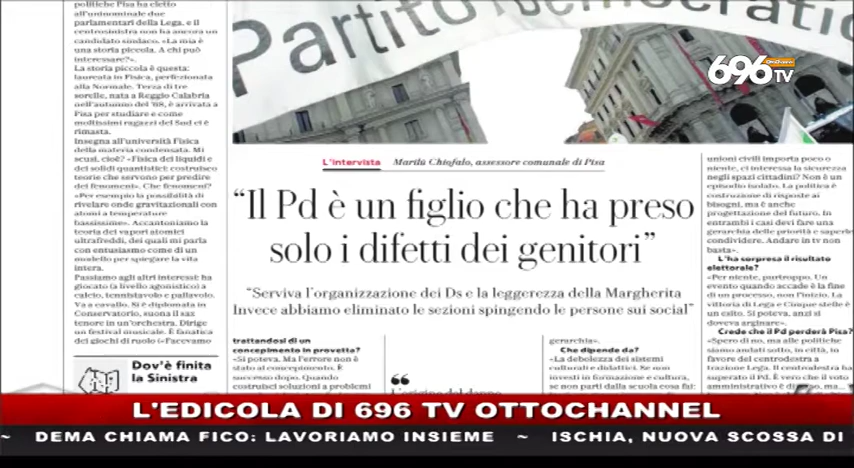 politiche Pisa ha eletto
all'uninominale due
parlamentari della Lega, e il
centrosinistra non ha ancora un
candidato sindaco. «La mia è
una storia piccola. A chi può
interessare?».
La storia piccola è questa:
laureata in Fisica, perfezionata
alla Normale. Terza di tre
sorelle, nata a Reggio Calabria
nell'autunno del '68, è arrivata a
Pisa per studiare e come
moltissimi ragazzi del Sud ci è
rimasta.
Insegna all'università Fisica
della materia condensata. Mi
scusi, cioè? «Fisica dei liquidi e
dei solidi quantistici: costruisco
teorie che servono per predire
dei fenomeni». Che fenomeni?
«Per esempio la possibilità di
rivelare onde gravitazionali con
atomi a temperature
bassissime». Accantoniamo la
teoria dei vapori atomici
ultrafreddi, dei quali mi parla
con entusiasmo come di un
modello per spiegare la vita
intera.
Passiamo agli altri interessi: ha
giocato (a livello agonistico) a
calcio, tennistavolo e pallavolo.
Va a cavallo. Si è diplomata in
Conservatorio, suona il sax
tenore in un'orchestra. Dirige
un festival musicale. È fanatica
dei giochi di ruolo («Facevamo
Dov'è finita
la Sinistra
Partito Democratic
696
TV
L'intervista Marilù Chiofalo, assessore comunale di Pisa
"Il Pd è un figlio che ha preso
solo i difetti dei genitori"
"Serviva l'organizzazione dei Ds e la leggerezza della Margherita
Invece abbiamo eliminato le sezioni spingendo le persone sui social"
trattandosi di un
concepimento in provetta?
«Si poteva. Ma l'errore non è
stato al concepimento. È
successo dopo. Quando
costruisci soluzioni a problemi
“
gerarchia».
Che dipende da?
«La debolezza dei sistemi
culturali e didattici. Se non
investi in formazione e cultura,
se non parti dalla scuola cosa fai:
unioni civili importa poco o
niente, ci interessa la sicurezza
negli spazi cittadini? Non è un
episodio isolato. La politica è
costruzione di risposte ai
bisogni, ma è anche
progettazione del futuro. In
entrambi i casi devi fare una
gerarchia delle priorità e saperle
condividere. Andare in tv non
basta».
L'ha sorpresa il risultato
elettorale?
«Per niente, purtroppo. Un
evento quando accade è la fine
di un processo, non l'inizio. La
vittoria di Lega e Cinque stelle è
un esito. Si poteva, anzi si
doveva arginare».
Crede che il Pd perderà Pisa?
«Spero di no, ma alle politiche
siamo andati sotto, in città, in
favore del centrodestra a
trazione Lega. Il centrodestra ha
superato il Pd. È vero che il voto
amministrativo è diverso, ma...
L'EDICOLA DI 696 TV OTTOCHANNEL
~ DEMA CHIAMA FICO: LAVORIAMO INSIEME ~ ISCHIA, NUOVA SCOSSA DI